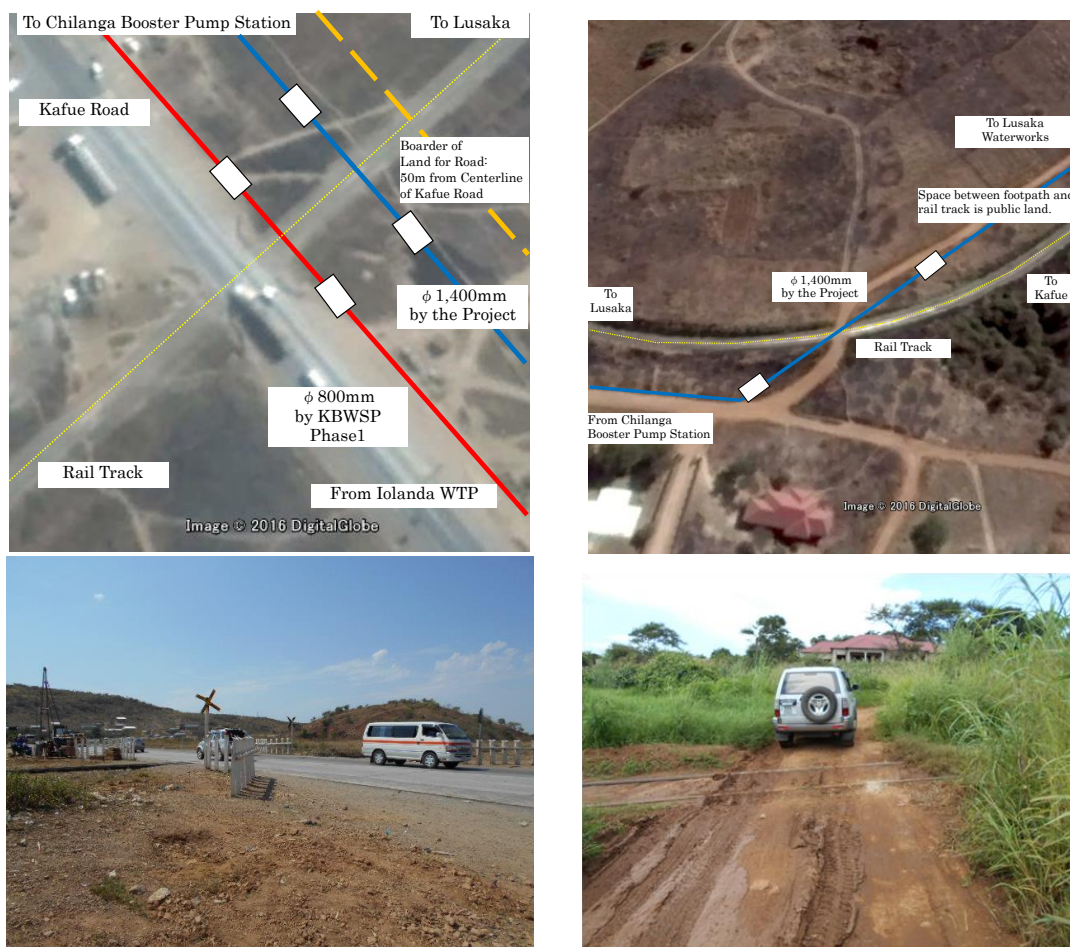 To Chilanga Booster Pump Station
To Lusaka
Kafue Road
Boarder of
Land for Road:
50m from Centerline
of Kafue Road
φ 1,400mm
by the Project
φ 800mm
by KBWSP
Phase1
Rail Track
From Iolanda WTP
Image © 2016 DigitalGlobe
To Lusaka
Waterworks
Space between footpath and
rail track is public land.
φ 1,400mm
by the Project
To
Lusaka
To
Kafue
Rail Track
From Chilanga
Booster Pump Station
Image © 2016 DigitalGlobe